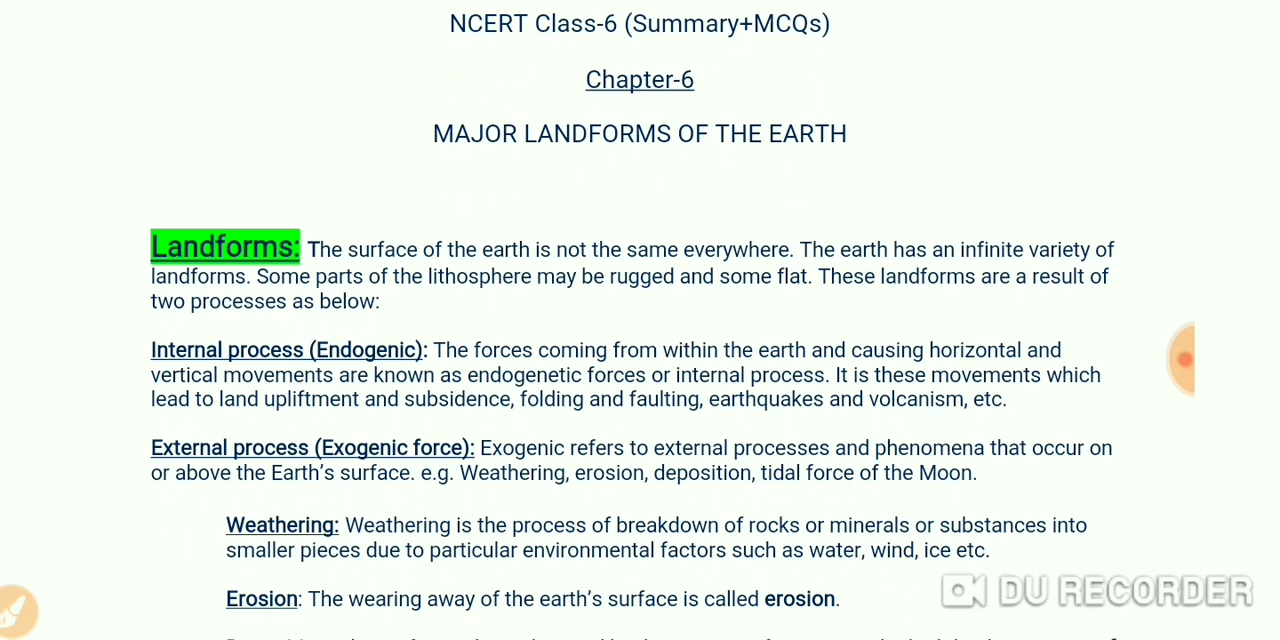 NCERT Class-6 (Summary+MCQs)
Chapter-6
MAJOR LANDFORMS OF THE EARTH
Landforms: The surface of the earth is not the same everywhere. The earth has an infinite variety of
landforms. Some parts of the lithosphere may be rugged and some flat. These landforms are a result of
two processes as below:
Internal process (Endogenic): The forces coming from within the earth and causing horizontal and
vertical movements are known as endogenetic forces or internal process. It is these movements which
lead to land upliftment and subsidence, folding and faulting, earthquakes and volcanism, etc.
External process (Exogenic force): Exogenic refers to external processes and phenomena that occur on
or above the Earth's surface. e.g. Weathering, erosion, deposition, tidal force of the Moon.
Weathering: Weathering is the process of breakdown of rocks or minerals or substances into
smaller pieces due to particular environmental factors such as water, wind, ice etc.
DU RECORDER
Erosion: The wearing away of the earth's surface is called erosion.